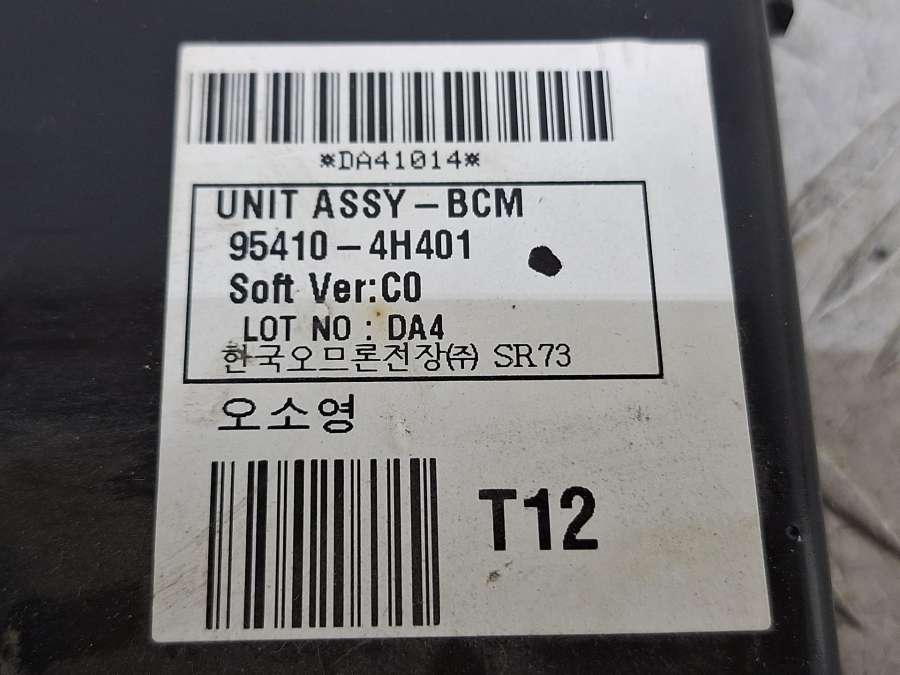 *DA41014*
UNIT ASSY-BCM
95410-4H401
Soft Ver:C0
LOT NO : DA4
한국오므론전장㈜ SR73
오소영
T12